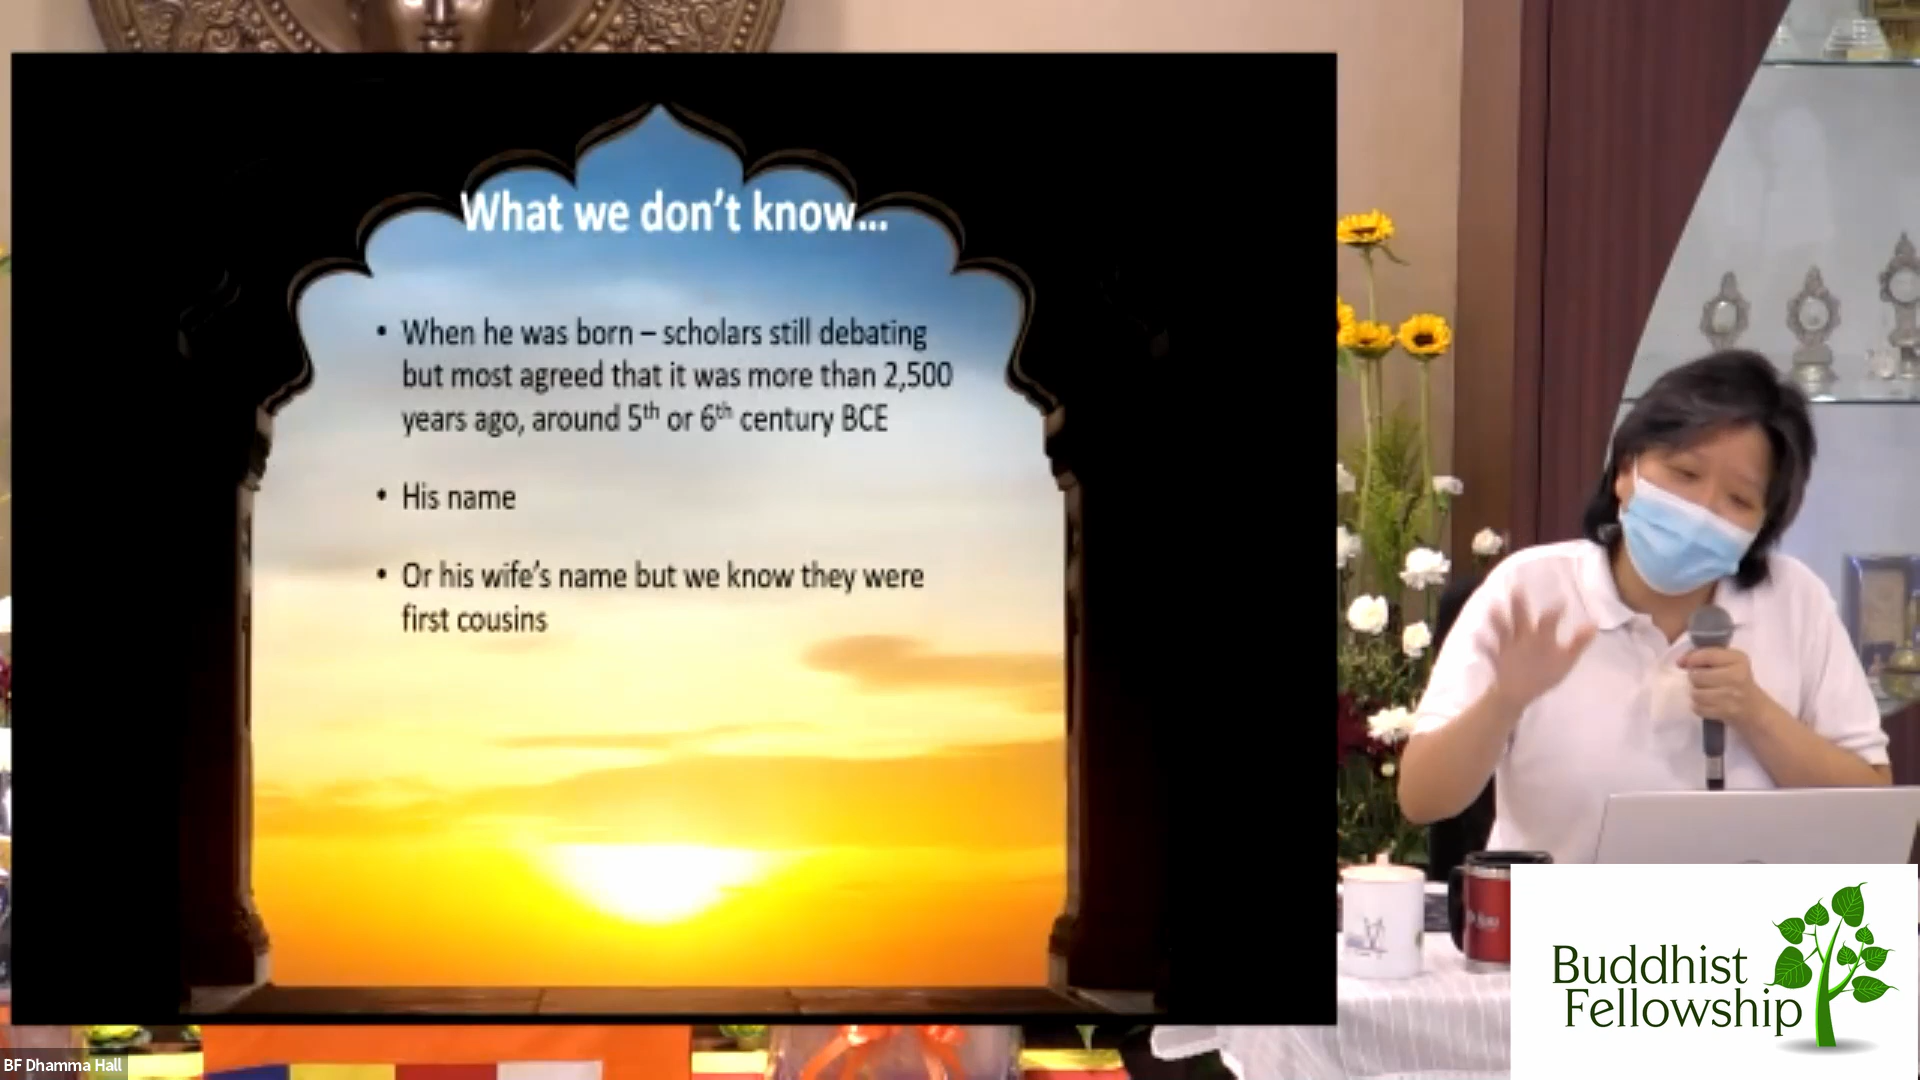 What we don't know...
• When he was born – scholars still debating
but most agreed that it was more than 2,500
years ago, around 5th or 6th century BCE
• His name
• Or his wife's name but we know they were
first cousins
Buddhist
Fellowship
BF Dhamma Hall